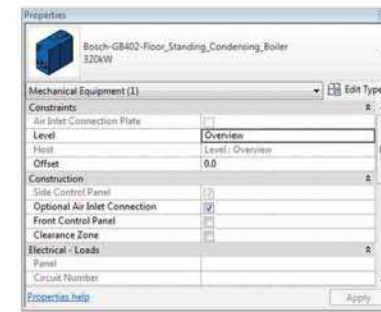 Properties
Bosch-GB402-Floor_Standing_Condensing_Boiler
320kW
Mechanical Equipment (1) Edit Type
Constraints
Air Inlet Connection Plate
Level Overview
Host Level : Overview
Offset 0.0
Construction
Side Control Panel
Optional Air Inlet Connection
Front Control Panel
Clearance Zone
Electrical - Loads
Panel
Circuit Number
Properties help Apply